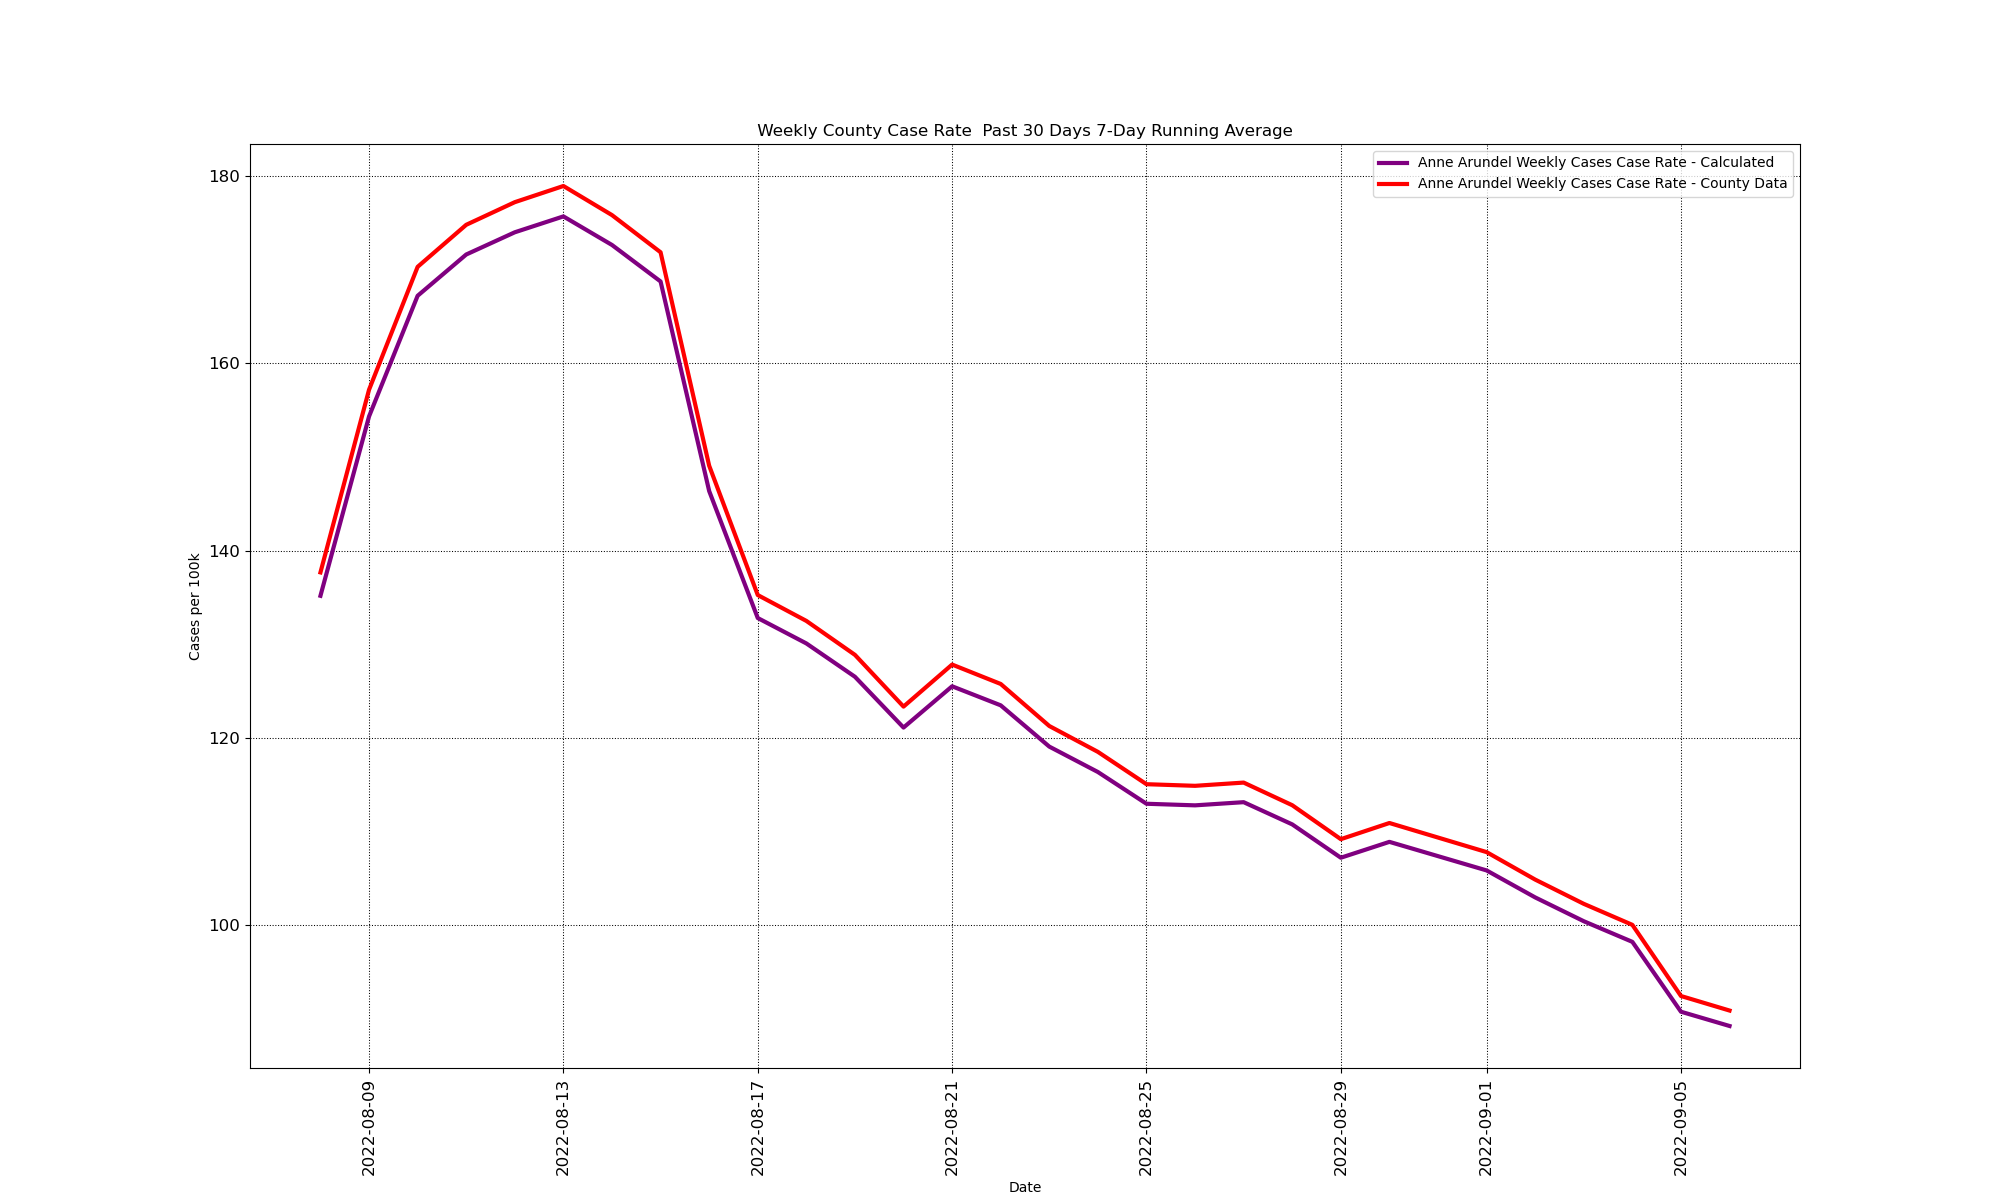 Weekly County Case Rate  Past 30 Days 7-Day Running Average
Anne Arundel Weekly Cases Case Rate - Calculated
Anne Arundel Weekly Cases Case Rate - County Data
Cases per 100k
180
160
140
120
100
2022-08-09
2022-08-13
2022-08-17
2022-08-21
2022-08-25
2022-08-29
2022-09-01
2022-09-05
Date